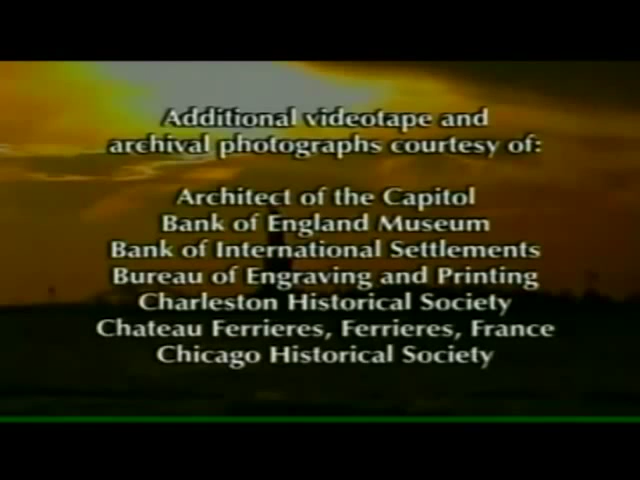 Additional videotape and
archival photographs courtesy of:
Architect of the Capitol
Bank of England Museum
Bank of International Settlements
Bureau of Engraving and Printing
Charleston Historical Society
Chateau Ferrieres, Ferrieres, France
Chicago Historical Society